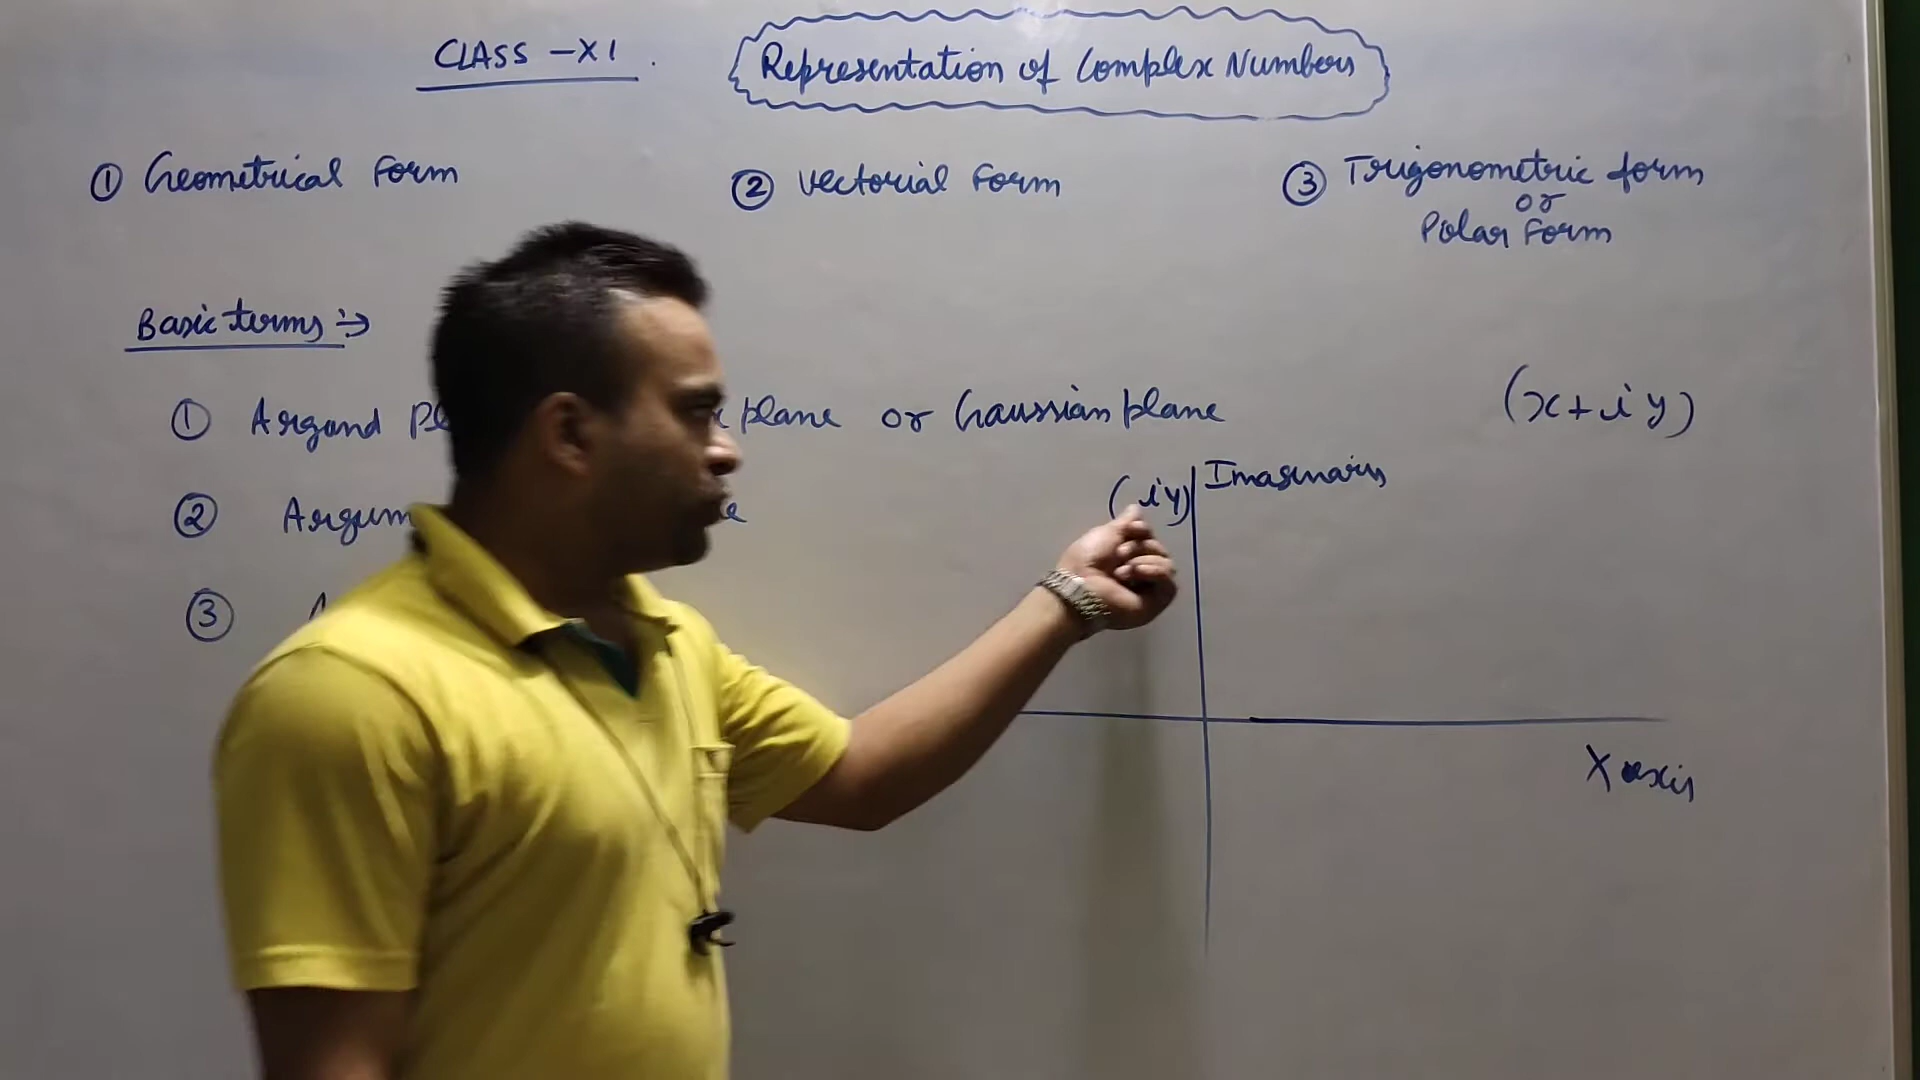 CLASS – XI.
Representation of Complex Numbers
① Geometrical Form
② Vectorial Form
③ Trigonometric form
or
Polar Form
Basic terms :→
① Argand plane or Gaussian plane
(x + iy)
(iy) Imaginary
②
③
X axis